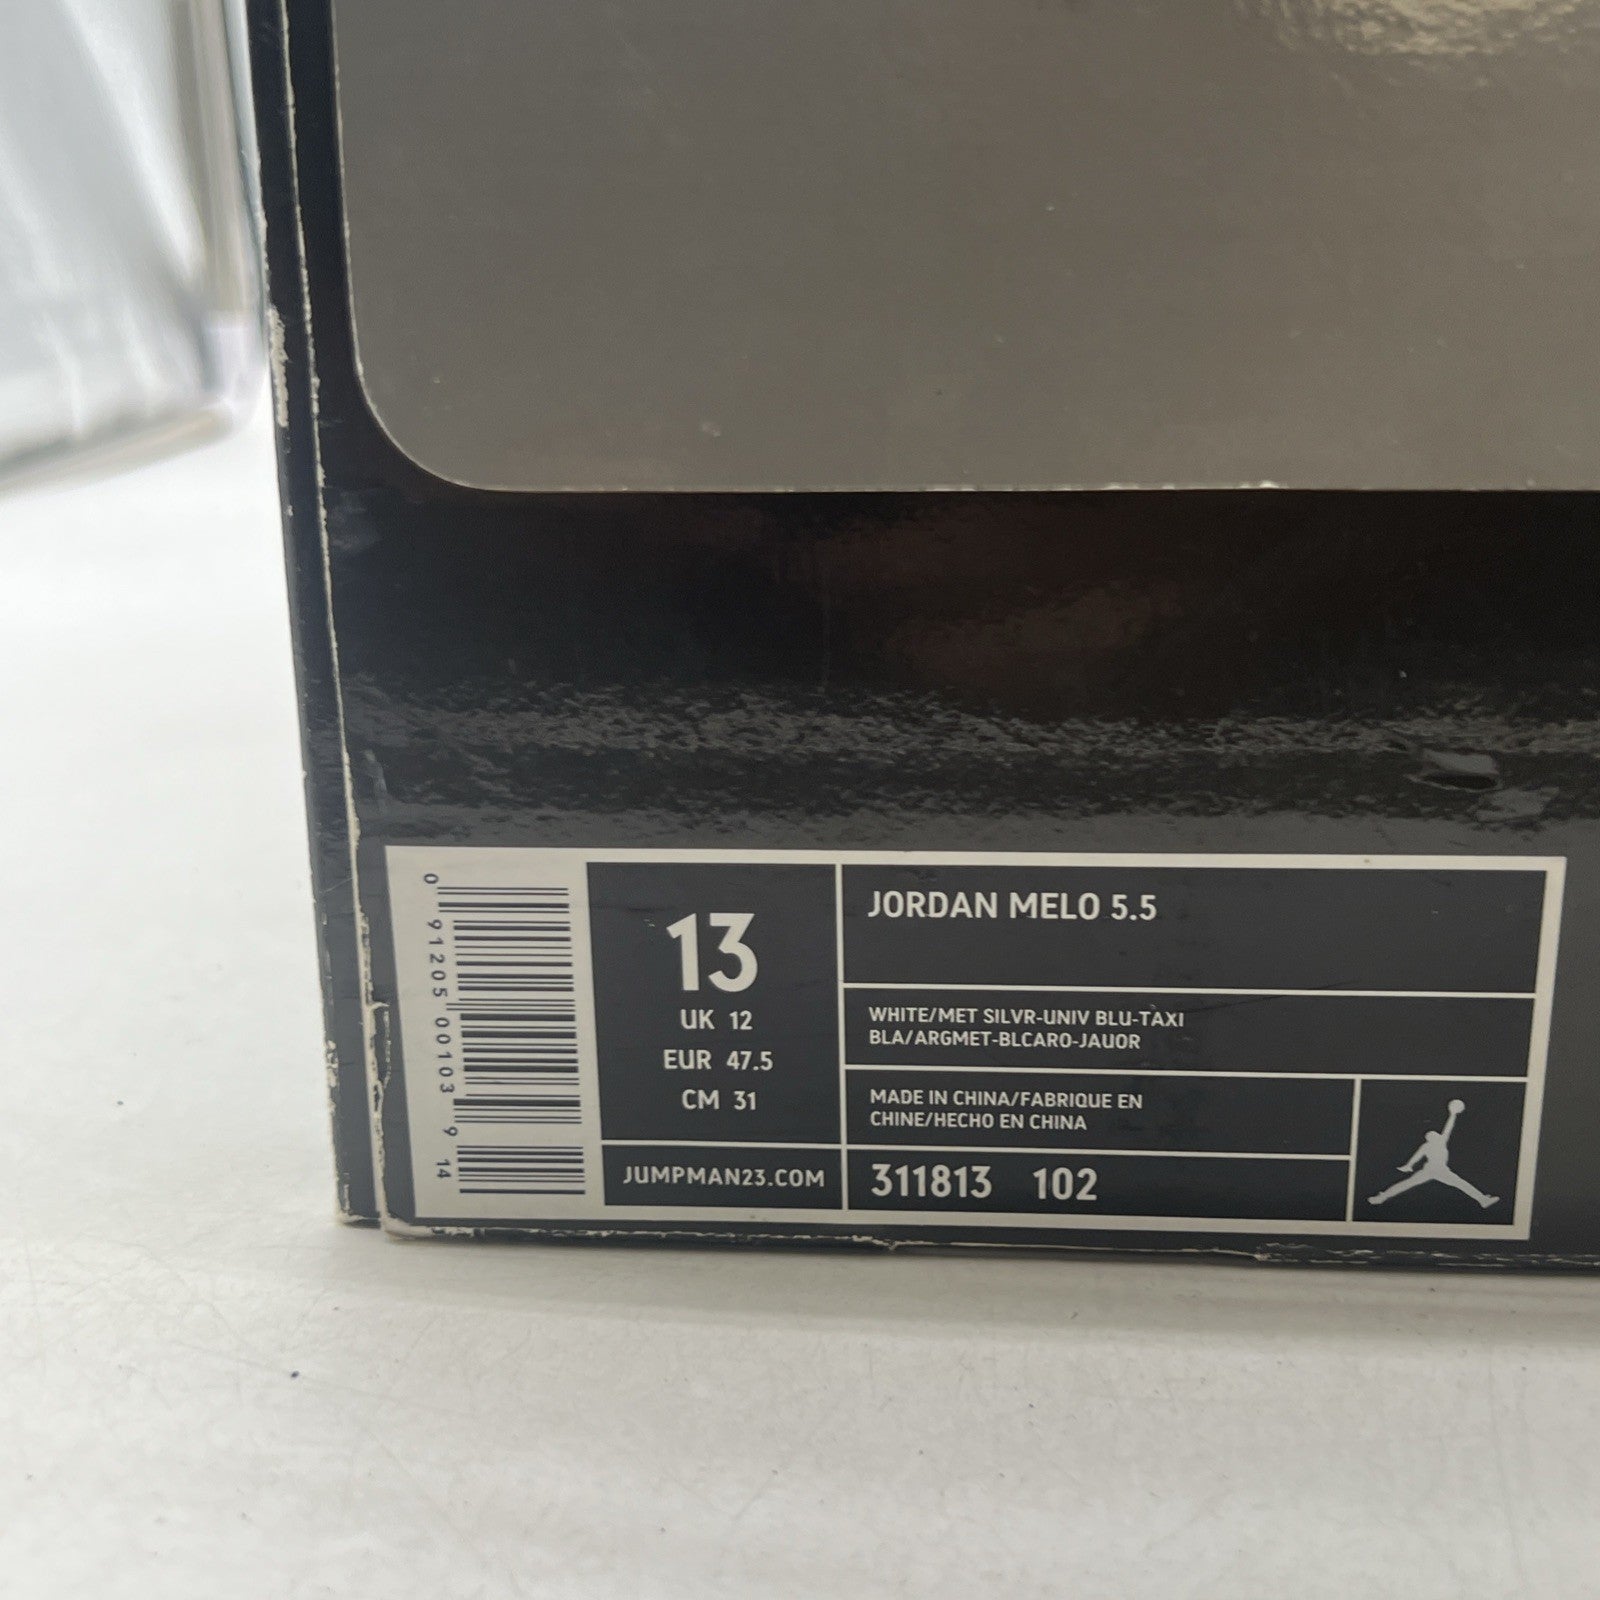 0 91205 00103 9 14
13
UK 12
EUR 47.5
CM 31
JUMPMAN23.COM
JORDAN MELO 5.5
WHITE/MET SILVR-UNIV BLU-TAXI
BLA/ARGMET-BLCARO-JAUOR
MADE IN CHINA/FABRIQUE EN
CHINE/HECHO EN CHINA
311813 102